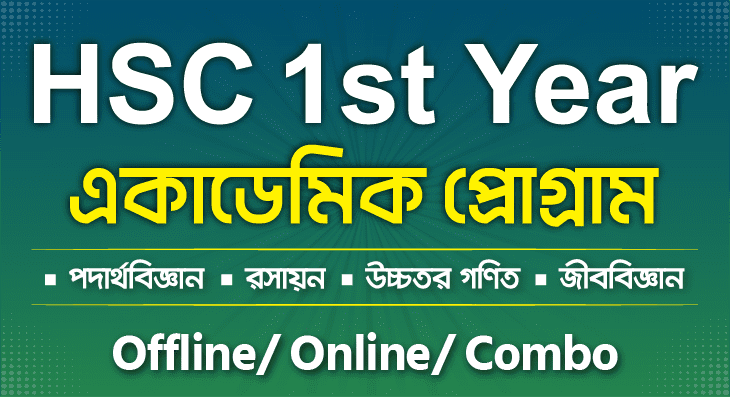 HSC 1st Year
একাডেমিক প্রোগ্রাম
▪ পদার্থবিজ্ঞান ▪ রসায়ন ▪ উচ্চতর গণিত ▪ জীববিজ্ঞান
Offline/ Online/ Combo